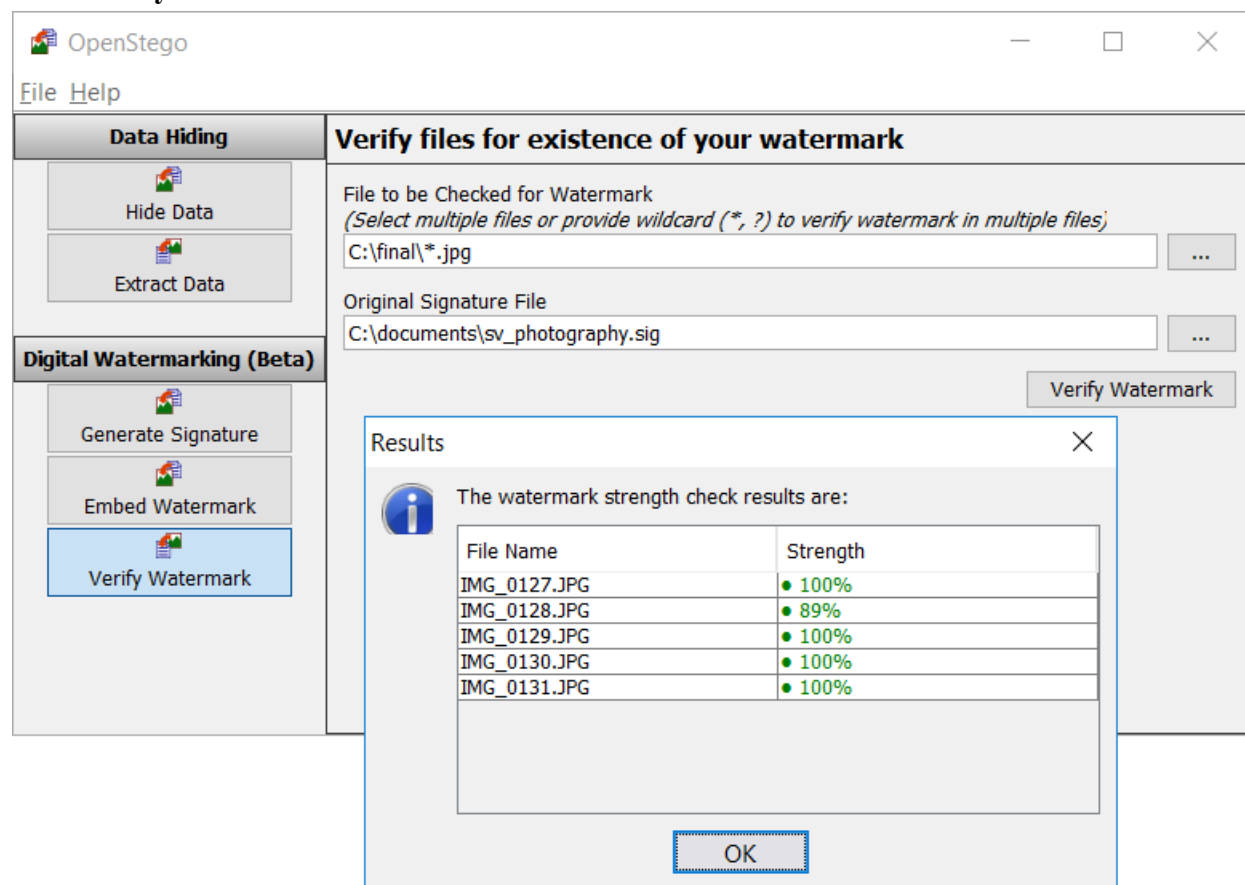 OpenStego
File Help
Data Hiding
Hide Data
Extract Data
Digital Watermarking (Beta)
Generate Signature
Embed Watermark
Verify Watermark
Verify files for existence of your watermark
File to be Checked for Watermark
(Select multiple files or provide wildcard (*, ?) to verify watermark in multiple files)
C:\final\*.jpg
...
Original Signature File
C:\documents\sv_photography.sig
...
Verify Watermark
Results
The watermark strength check results are:
File Name Strength
IMG_0127.JPG ● 100%
IMG_0128.JPG ● 89%
IMG_0129.JPG ● 100%
IMG_0130.JPG ● 100%
IMG_0131.JPG ● 100%
OK